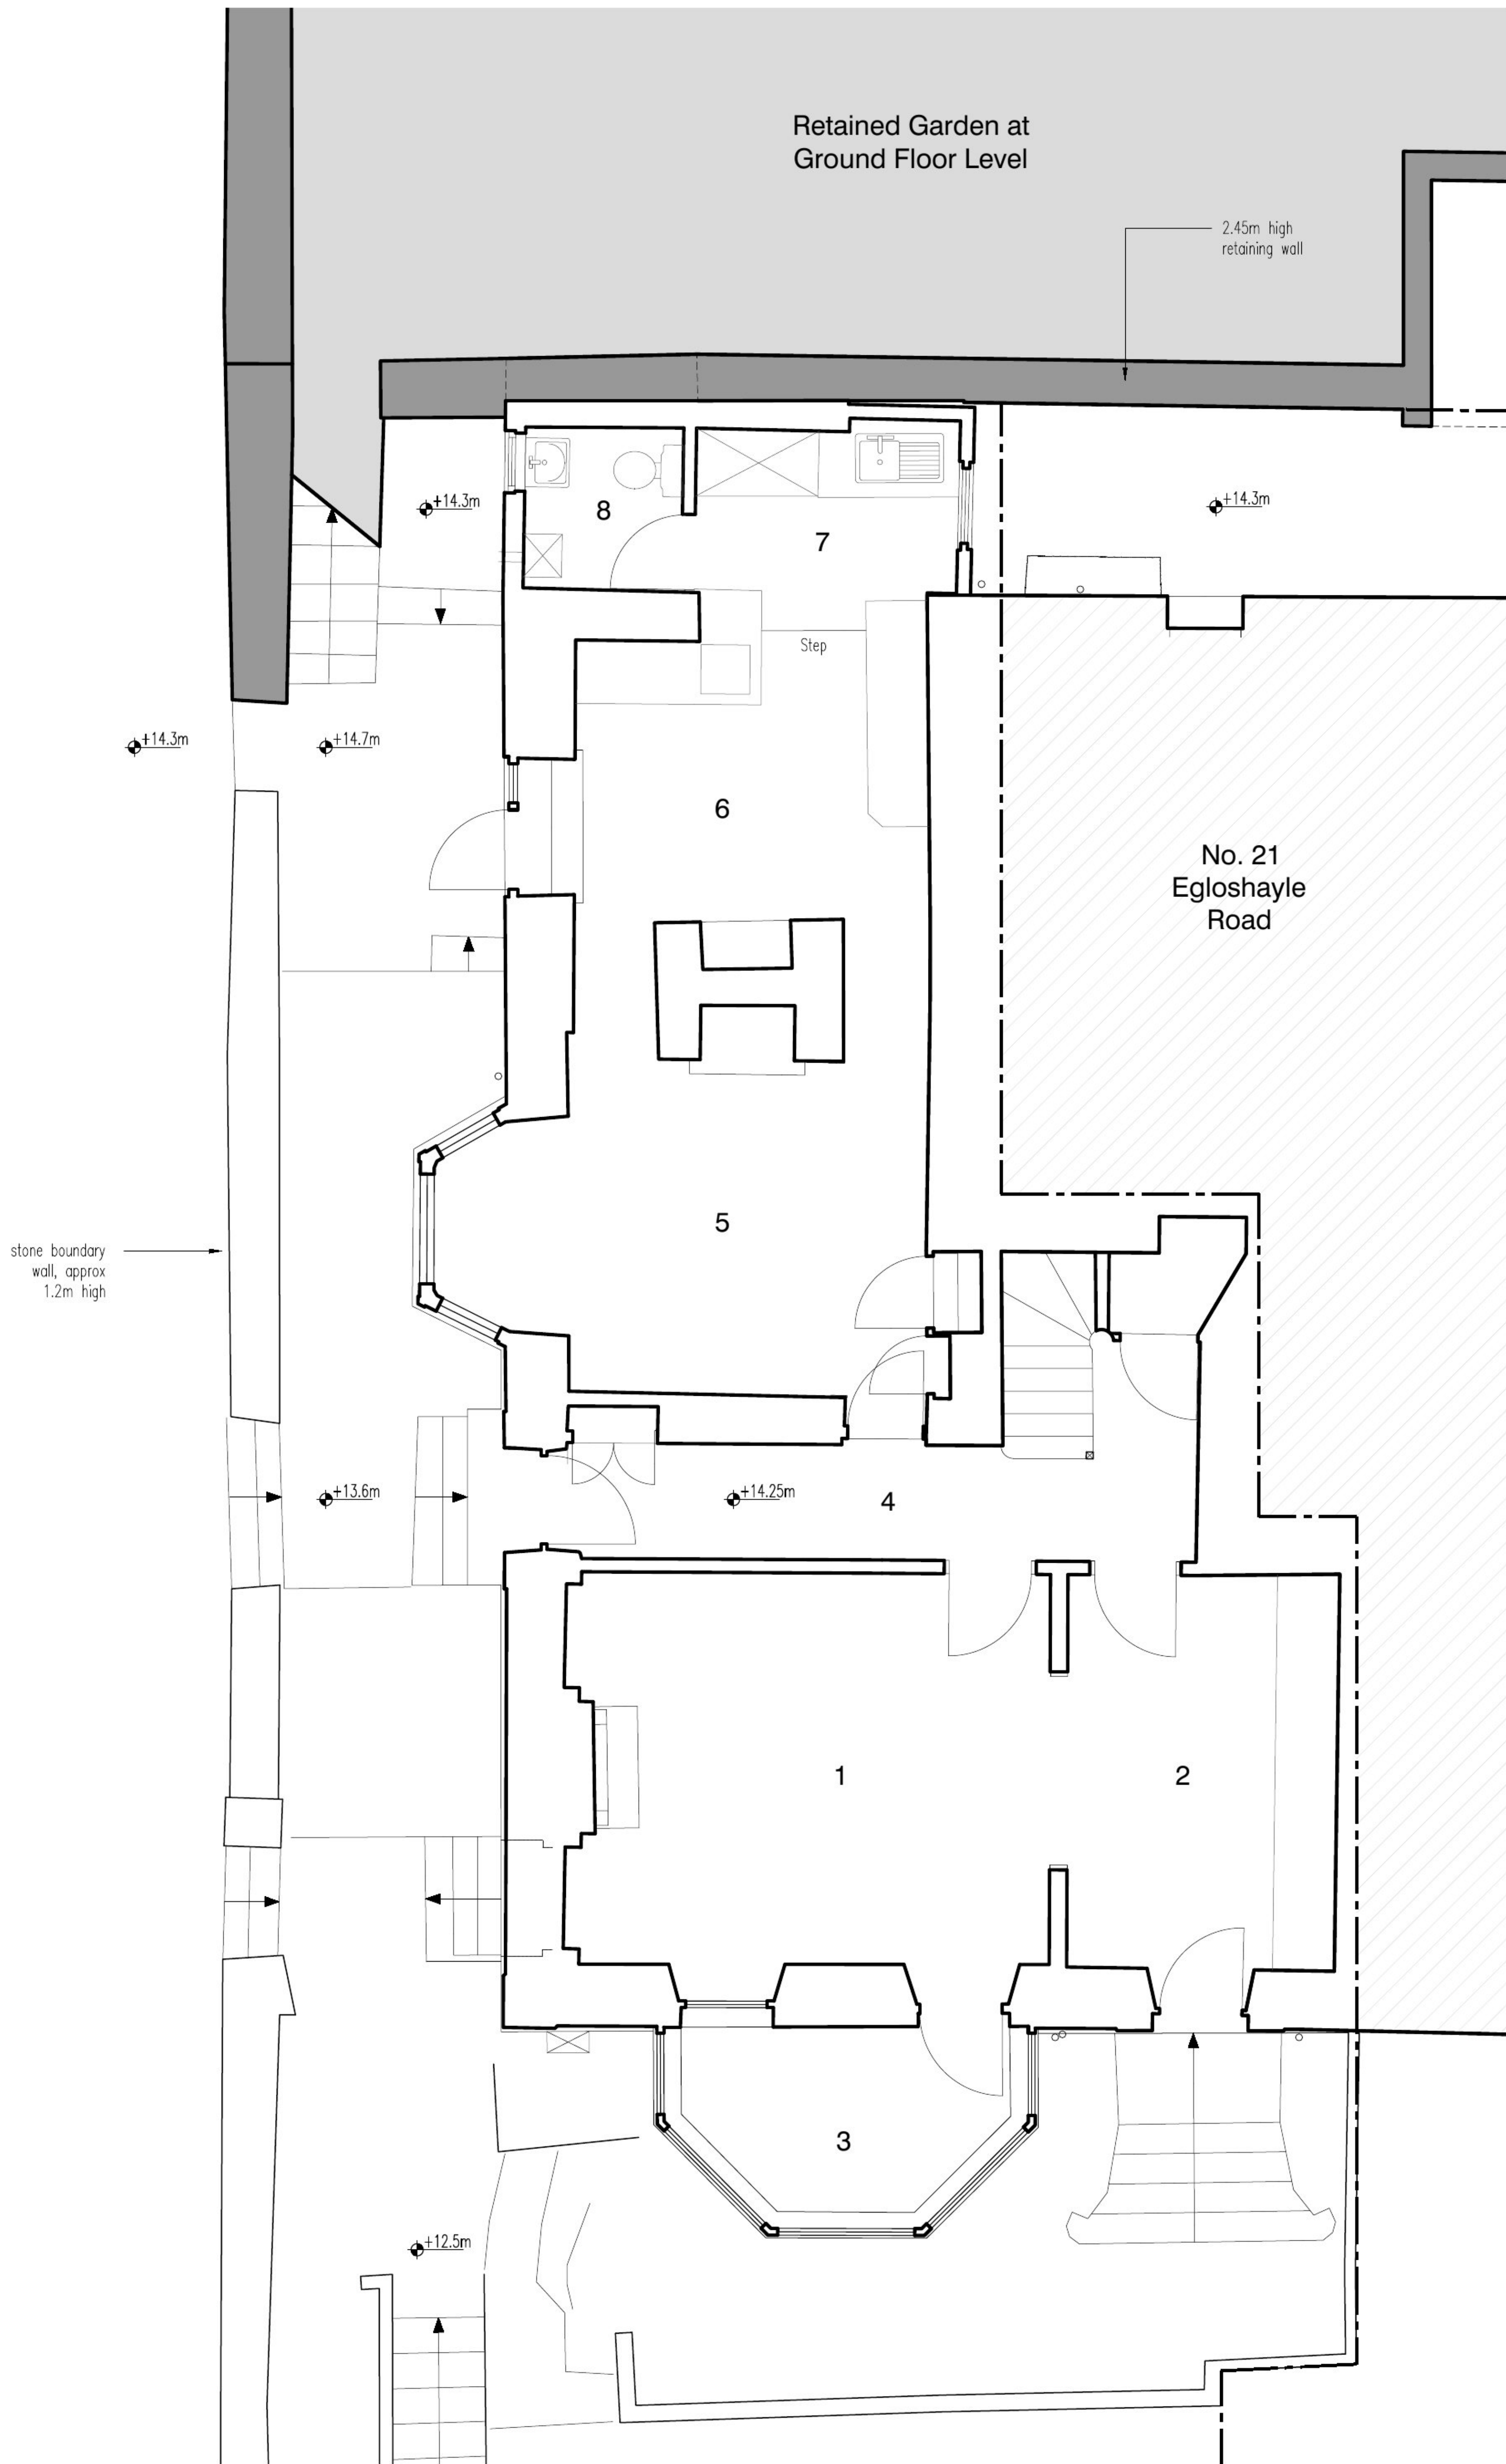 Retained Garden at
Ground Floor Level
2.45m high
retaining wall
+14.3m
8
+14.3m
7
Step
+14.3m
+14.7m
6
No. 21
Egloshayle
Road
5
stone boundary
wall, approx
1.2m high
+13.6m
+14.25m
4
1
2
3
+12.5m